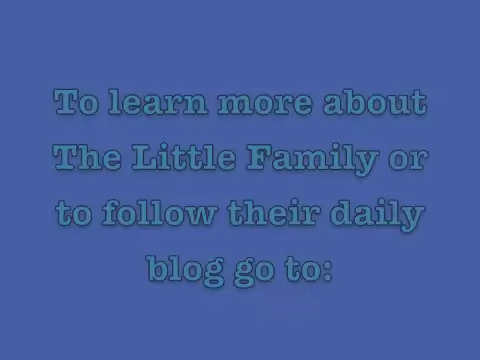 To learn more about
The Little Family or
to follow their daily
blog go to: